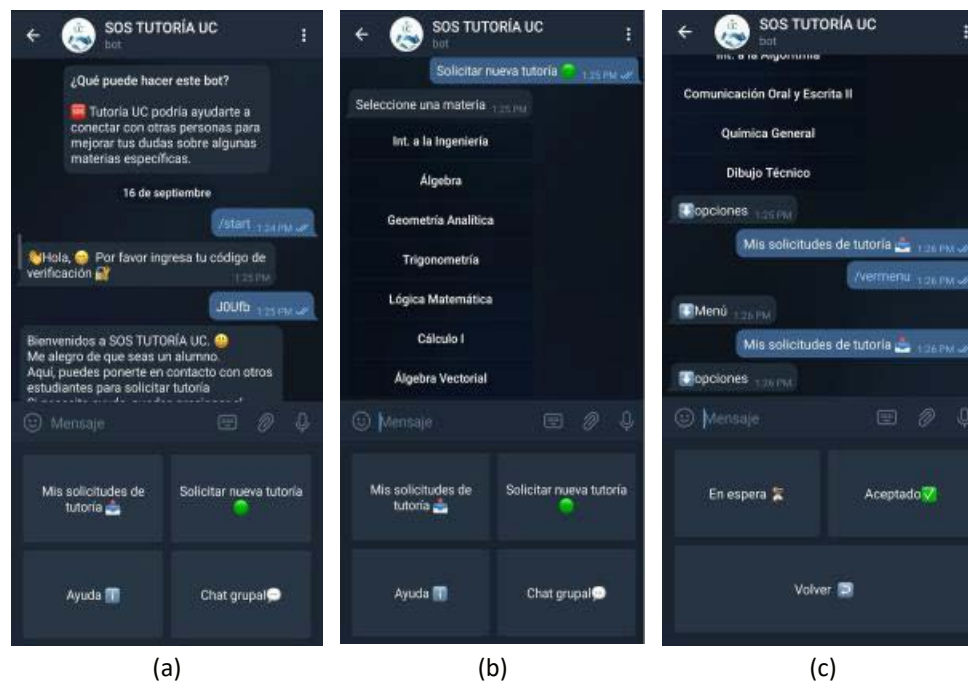 SOS TUTORÍA UC
bot
¿Qué puede hacer este bot?
🆘 Tutoría UC podría ayudarte a
conectar con otras personas para
mejorar tus dudas sobre algunas
materias específicas.
16 de septiembre
/start 1:24 PM
👋Hola, 😊 Por favor ingresa tu código de
verificación 🔐 1:25 PM
J0Ufb 1:25 PM
Bienvenidos a SOS TUTORÍA UC. 😀
Me alegro de que seas un alumno.
Aquí, puedes ponerte en contacto con otros
estudiantes para solicitar tutoría
Mensaje
Mis solicitudes de
tutoría 📥
Solicitar nueva tutoría
🟢
Ayuda ℹ️
Chat grupal💬
(a)
SOS TUTORÍA UC
bot
Solicitar nueva tutoría 🟢 1:25 PM
Seleccione una materia 1:25 PM
Int. a la Ingeniería
Álgebra
Geometría Analítica
Trigonometría
Lógica Matemática
Cálculo I
Álgebra Vectorial
Mensaje
Mis solicitudes de
tutoría 📥
Solicitar nueva tutoría
🟢
Ayuda ℹ️
Chat grupal💬
(b)
SOS TUTORÍA UC
bot
Int. a la Algoritmia
Comunicación Oral y Escrita II
Química General
Dibujo Técnico
⬇️opciones 1:25 PM
Mis solicitudes de tutoría 📥 1:26 PM
/vermenu 1:26 PM
⬇️Menú 1:26 PM
Mis solicitudes de tutoría 📥 1:26 PM
⬇️opciones 1:26 PM
Mensaje
En espera ⏳
Aceptado✅
Volver ↩️
(c)